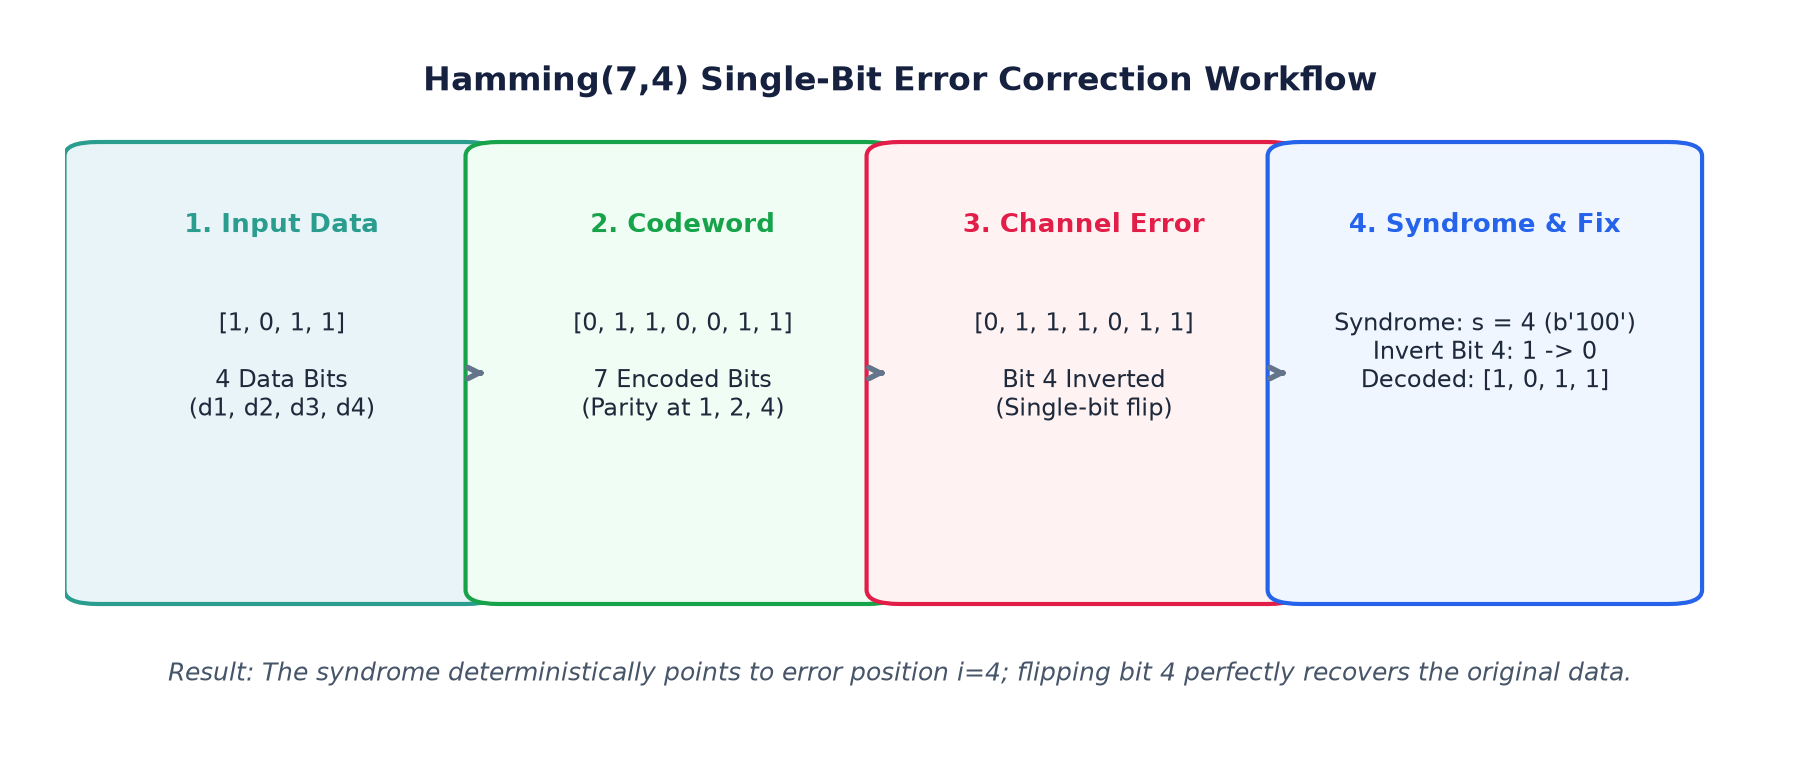 Hamming(7,4) Single-Bit Error Correction Workflow
1. Input Data
[1, 0, 1, 1]
4 Data Bits
(d1, d2, d3, d4)
2. Codeword
[0, 1, 1, 0, 0, 1, 1]
7 Encoded Bits
(Parity at 1, 2, 4)
3. Channel Error
[0, 1, 1, 1, 0, 1, 1]
Bit 4 Inverted
(Single-bit flip)
4. Syndrome & Fix
Syndrome: s = 4 (b'100')
Invert Bit 4: 1 -> 0
Decoded: [1, 0, 1, 1]
Result: The syndrome deterministically points to error position i=4; flipping bit 4 perfectly recovers the original data.